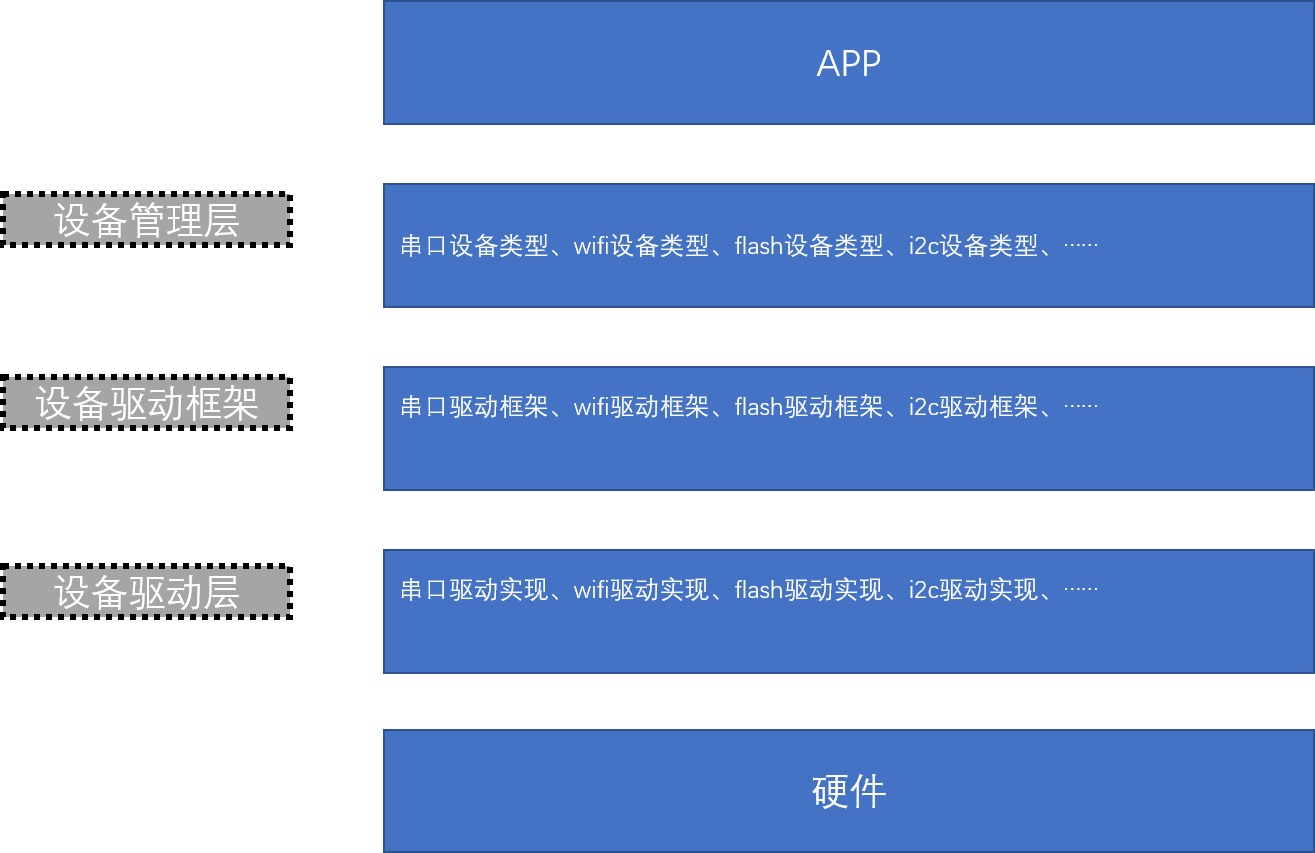 APP
设备管理层
串口设备类型、wifi设备类型、flash设备类型、i2c设备类型、……
设备驱动框架
串口驱动框架、wifi驱动框架、flash驱动框架、i2c驱动框架、……
设备驱动层
串口驱动实现、wifi驱动实现、flash驱动实现、i2c驱动实现、……
硬件